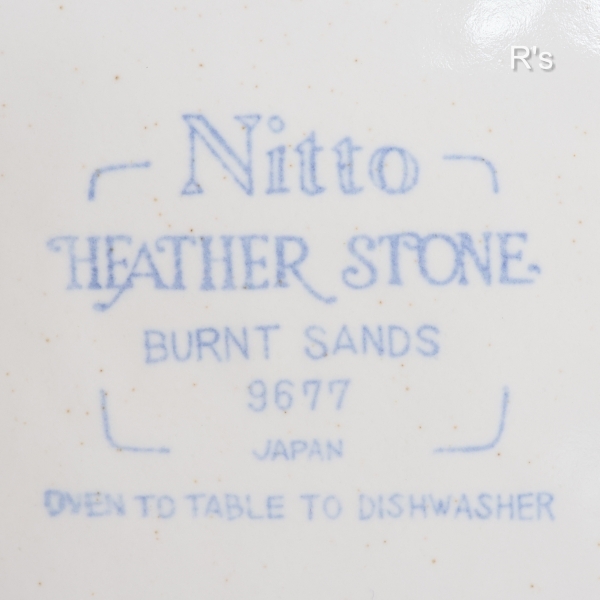 R's
Nitto
HEATHER STONE
BURNT SANDS
9677
JAPAN
OVEN TO TABLE TO DISHWASHER